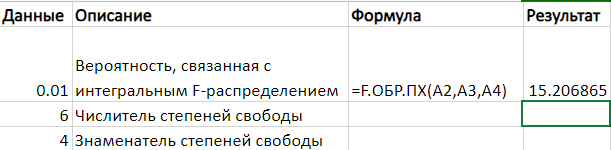 Данные Описание Формула Результат
Вероятность, связанная с
0.01 интегральным F-распределением =F.ОБР.ПХ(A2,A3,A4) 15.206865
6 Числитель степеней свободы
4 Знаменатель степеней свободы